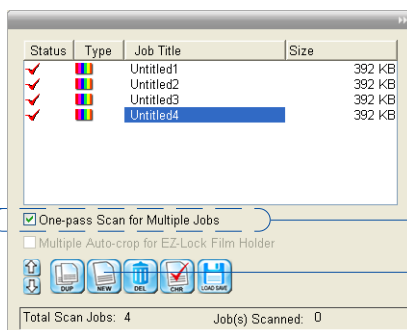 Status Type Job Title Size
Untitled1 392 KB
Untitled2 392 KB
Untitled3 392 KB
Untitled4 392 KB
One-pass Scan for Multiple Jobs
Multiple Auto-crop for EZ-Lock Film Holder
DUP NEW DEL CHR LOAD SAVE
Total Scan Jobs: 4 Job(s) Scanned: 0